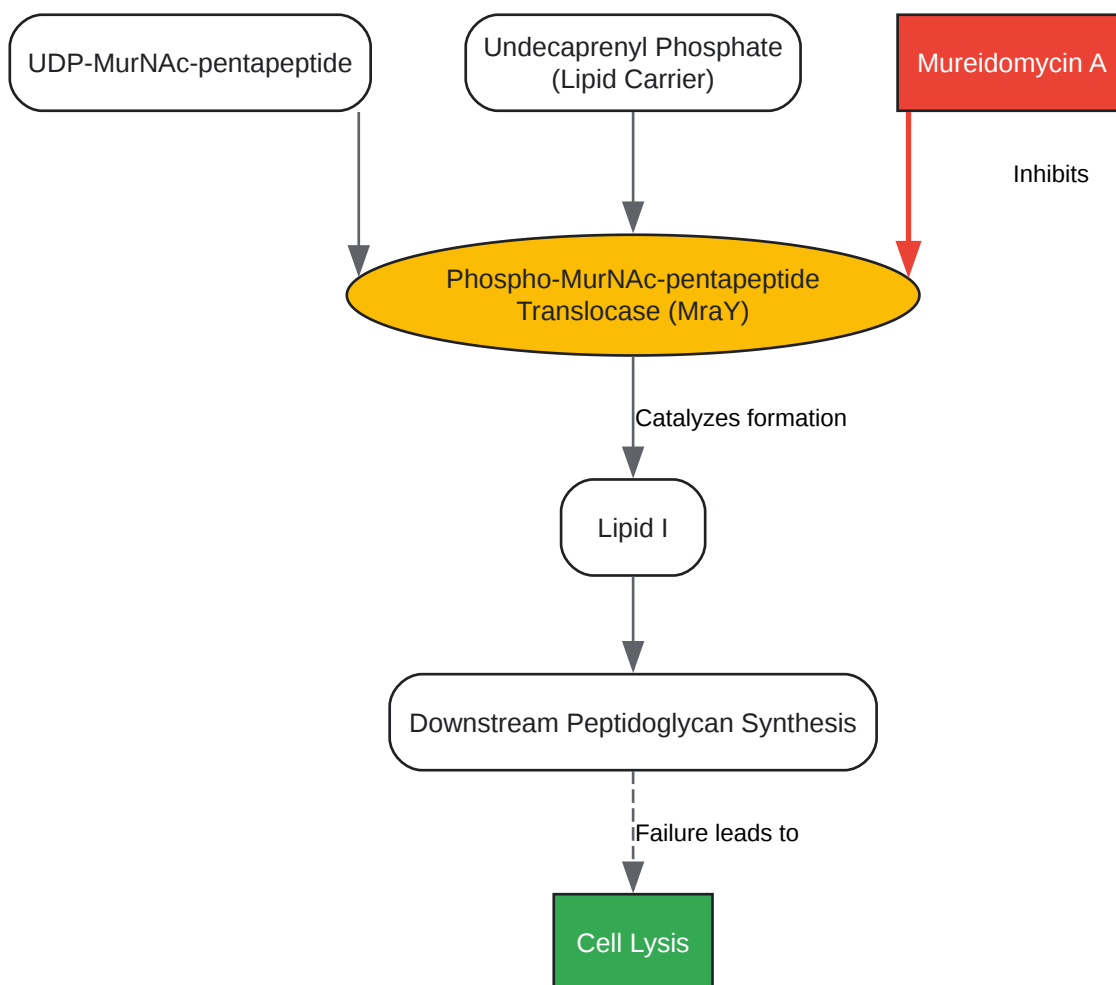 UDP-MurNAc-pentapeptide
Undecaprenyl Phosphate
(Lipid Carrier)
Mureidomycin A
Inhibits
Phospho-MurNAc-pentapeptide
Translocase (MraY)
Catalyzes formation
Lipid I
Downstream Peptidoglycan Synthesis
Failure leads to
Cell Lysis